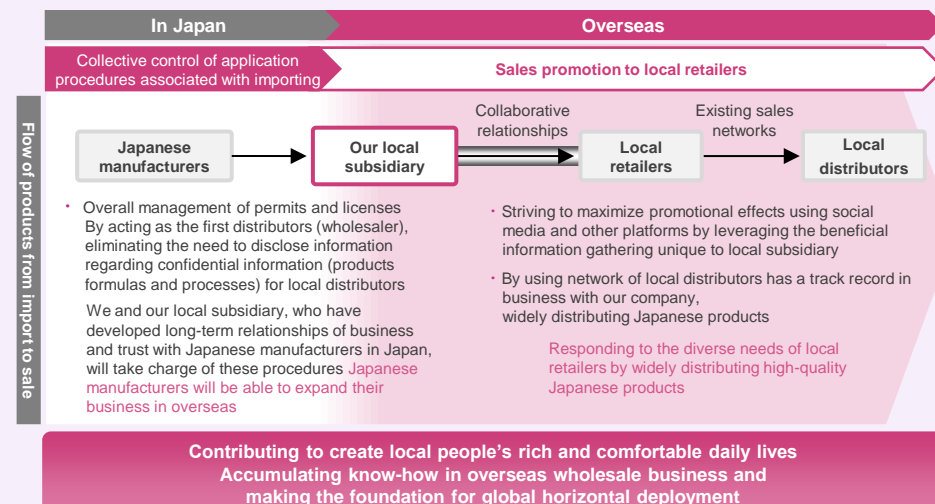 In Japan
Overseas
Collective control of application
procedures associated with importing
Sales promotion to local retailers
Flow of products from import to sale
Collaborative
relationships
Existing sales
networks
Japanese
manufacturers
Our local
subsidiary
Local
retailers
Local
distributors
・ Overall management of permits and licenses
By acting as the first distributors (wholesaler),
eliminating the need to disclose information
regarding confidential information (products
formulas and processes) for local distributors
We and our local subsidiary, who have
developed long-term relationships of business
and trust with Japanese manufacturers in Japan,
will take charge of these procedures Japanese
manufacturers will be able to expand their
business in overseas
・ Striving to maximize promotional effects using social
media and other platforms by leveraging the beneficial
information gathering unique to local subsidiary
・ By using network of local distributors has a track record in
business with our company,
widely distributing Japanese products
Responding to the diverse needs of local
retailers by widely distributing high-quality
Japanese products
Contributing to create local people's rich and comfortable daily lives
Accumulating know-how in overseas wholesale business and
making the foundation for global horizontal deployment